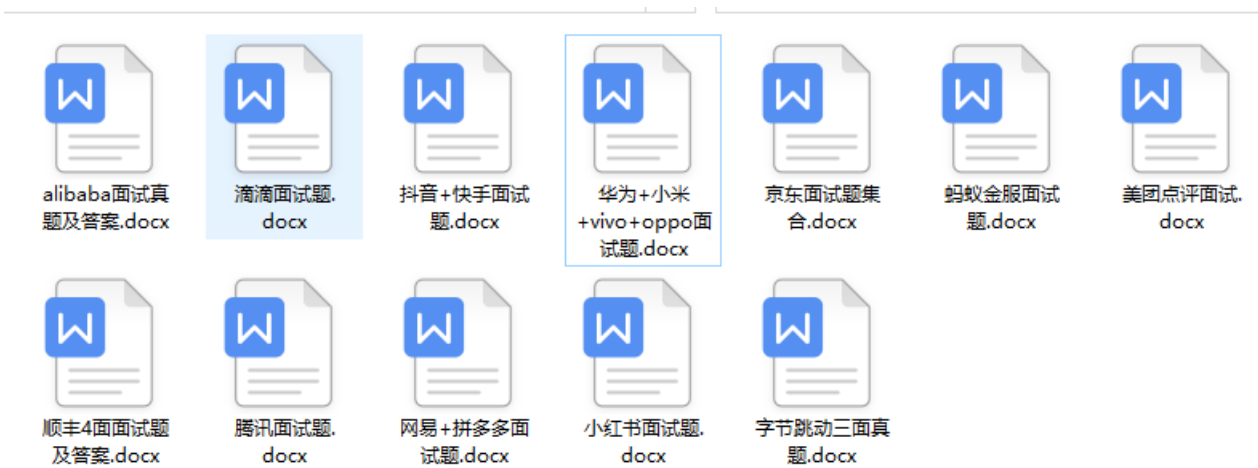 alibaba面试真
题及答案.docx
滴滴面试题.
docx
抖音+快手面试
题.docx
华为+小米
+vivo+oppo面
试题.docx
京东面试题集
合.docx
蚂蚁金服面试
题.docx
美团点评面试.
docx
顺丰4面面试题
及答案.docx
腾讯面试题.
docx
网易+拼多多面
试题.docx
小红书面试题.
docx
字节跳动三面真
题.docx